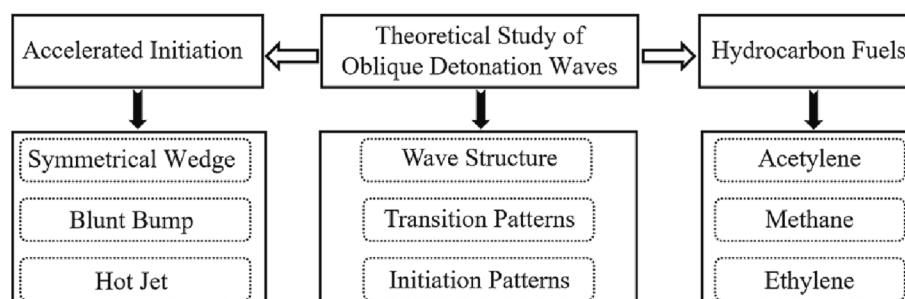 Accelerated Initiation
Theoretical Study of
Oblique Detonation Waves
Hydrocarbon Fuels
Symmetrical Wedge
Blunt Bump
Hot Jet
Wave Structure
Transition Patterns
Initiation Patterns
Acetylene
Methane
Ethylene